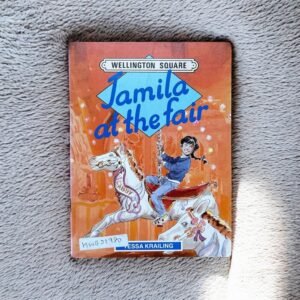 WELLINGTON SQUARE
Jamila
at the fair
TESSA KRAILING